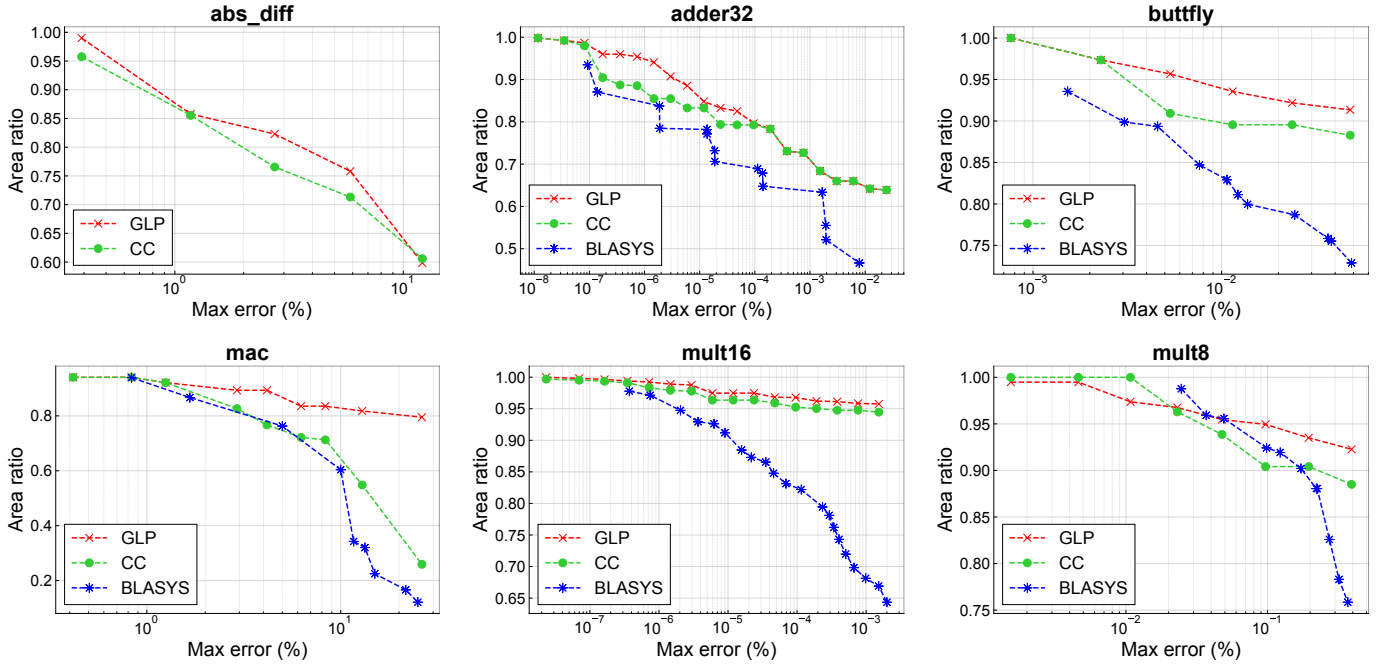 abs_diff
1.00
0.95
0.90
0.85
0.80
0.75
0.70
0.65
0.60
Area ratio
GLP
CC
10⁰
10¹
Max error (%)
adder32
1.0
0.9
0.8
0.7
0.6
0.5
Area ratio
GLP
CC
BLASYS
10⁻⁸ 10⁻⁷ 10⁻⁶ 10⁻⁵ 10⁻⁴ 10⁻³ 10⁻²
Max error (%)
buttfly
1.00
0.95
0.90
0.85
0.80
0.75
Area ratio
GLP
CC
BLASYS
10⁻³ 10⁻²
Max error (%)
mac
0.8
0.6
0.4
0.2
Area ratio
GLP
CC
BLASYS
10⁰ 10¹
Max error (%)
mult16
1.00
0.95
0.90
0.85
0.80
0.75
0.70
0.65
Area ratio
GLP
CC
BLASYS
10⁻⁷ 10⁻⁶ 10⁻⁵ 10⁻⁴ 10⁻³
Max error (%)
mult8
1.00
0.95
0.90
0.85
0.80
0.75
Area ratio
GLP
CC
BLASYS
10⁻² 10⁻¹
Max error (%)